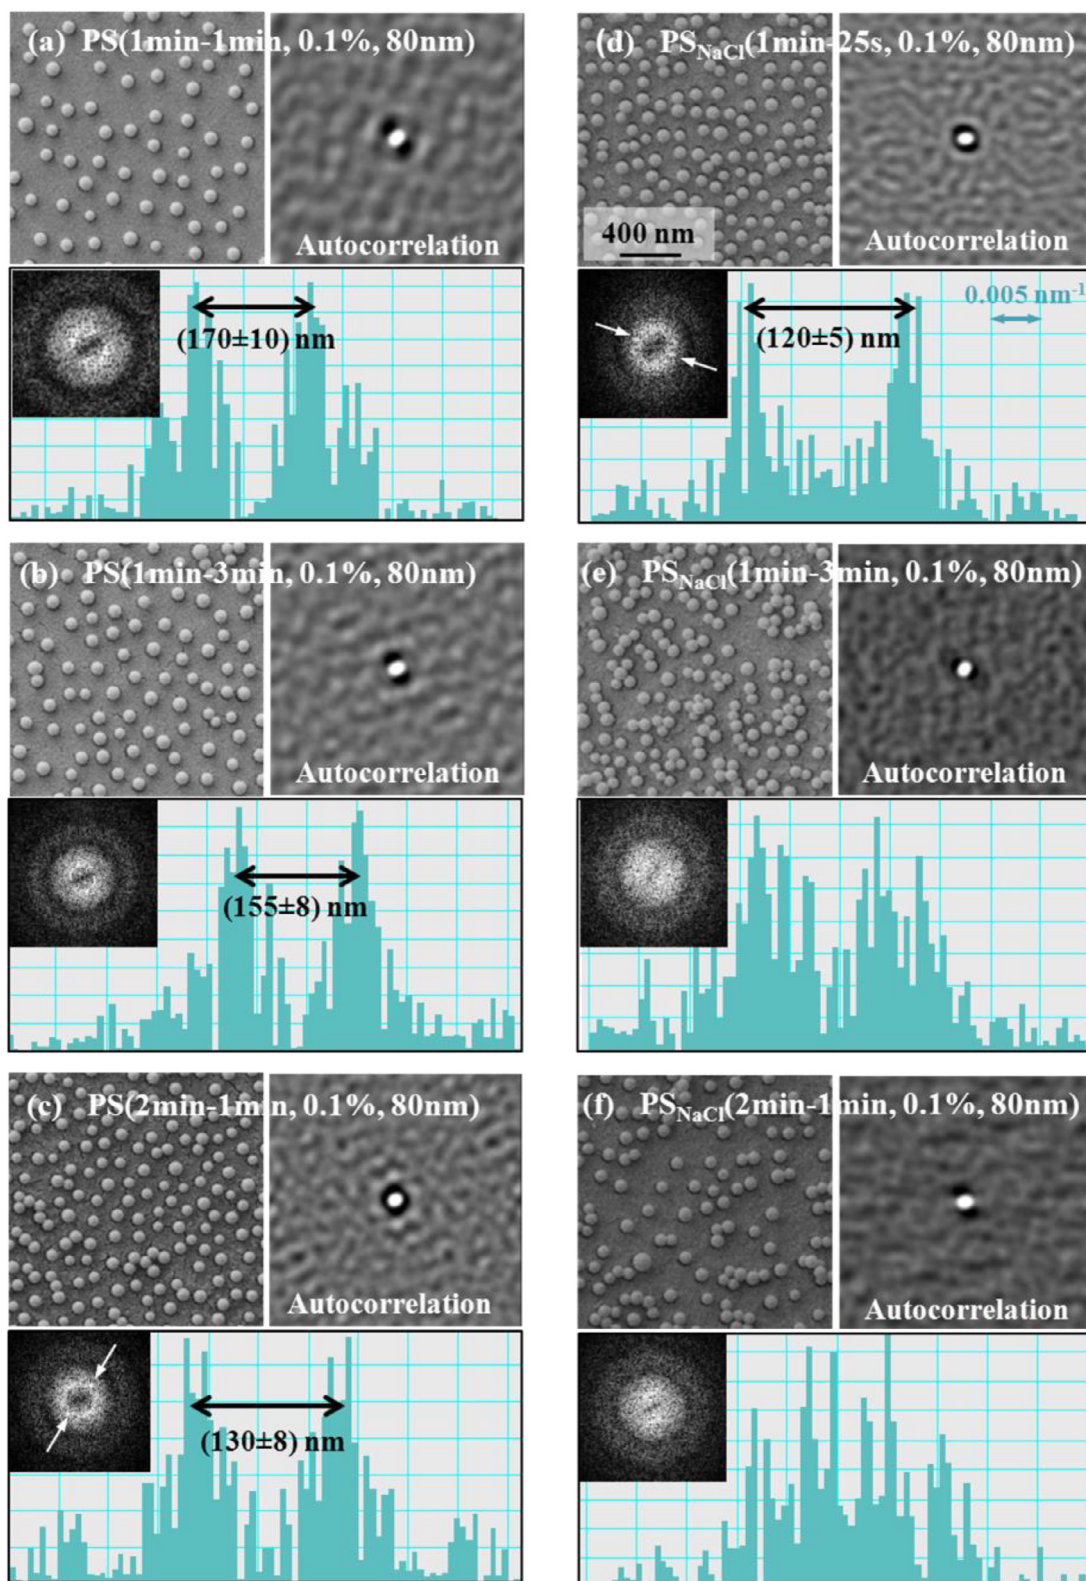 (a) PS(1min-1min, 0.1%, 80nm)
Autocorrelation
(170±10) nm
(d) PS_NaCl(1min-25s, 0.1%, 80nm)
400 nm
Autocorrelation
0.005 nm⁻¹
(120±5) nm
(b) PS(1min-3min, 0.1%, 80nm)
Autocorrelation
(155±8) nm
(e) PS_NaCl(1min-3min, 0.1%, 80nm)
Autocorrelation
(c) PS(2min-1min, 0.1%, 80nm)
Autocorrelation
(130±8) nm
(f) PS_NaCl(2min-1min, 0.1%, 80nm)
Autocorrelation